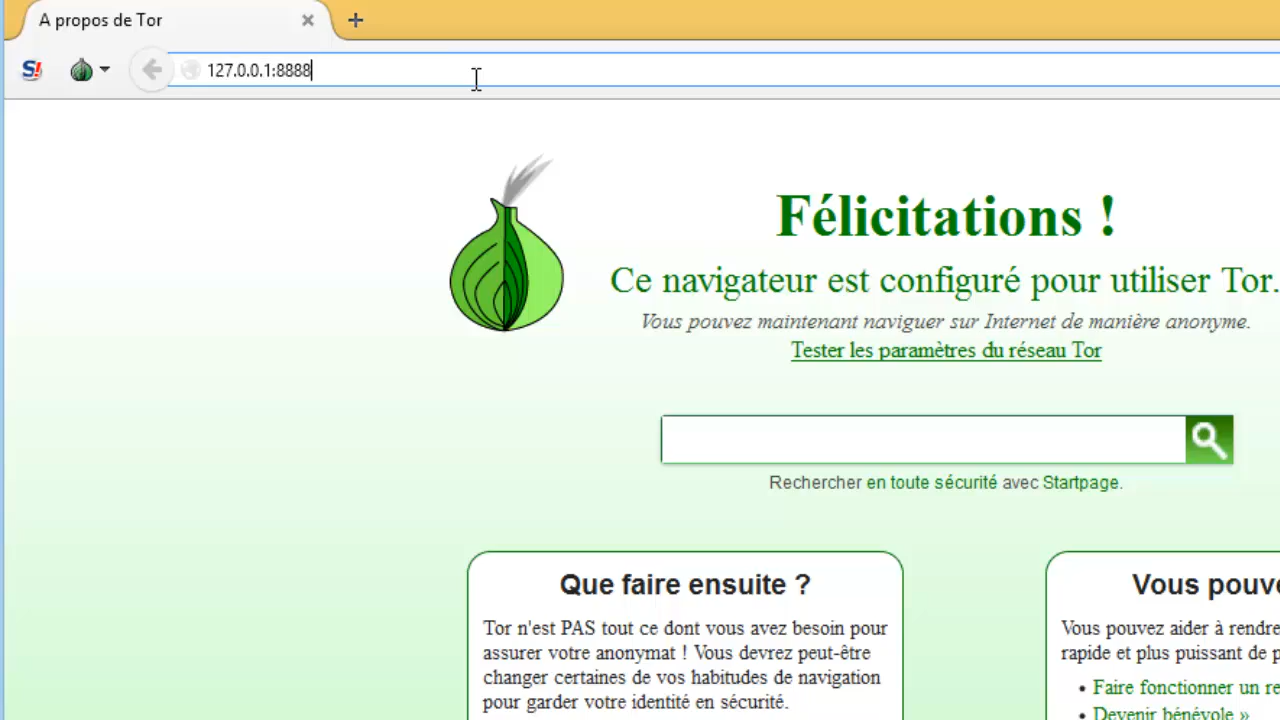 A propos de Tor
S!
127.0.0.1:8888
Félicitations !
Ce navigateur est configuré pour utiliser Tor.
Vous pouvez maintenant naviguer sur Internet de manière anonyme.
Tester les paramètres du réseau Tor
Rechercher en toute sécurité avec Startpage.
Que faire ensuite ?
Tor n'est PAS tout ce dont vous avez besoin pour
assurer votre anonymat ! Vous devrez peut-être
changer certaines de vos habitudes de navigation
pour garder votre identité en sécurité.
Vous pouv
Vous pouvez aider à rendre
rapide et plus puissant de p
• Faire fonctionner un re
• Devenir bénévole »